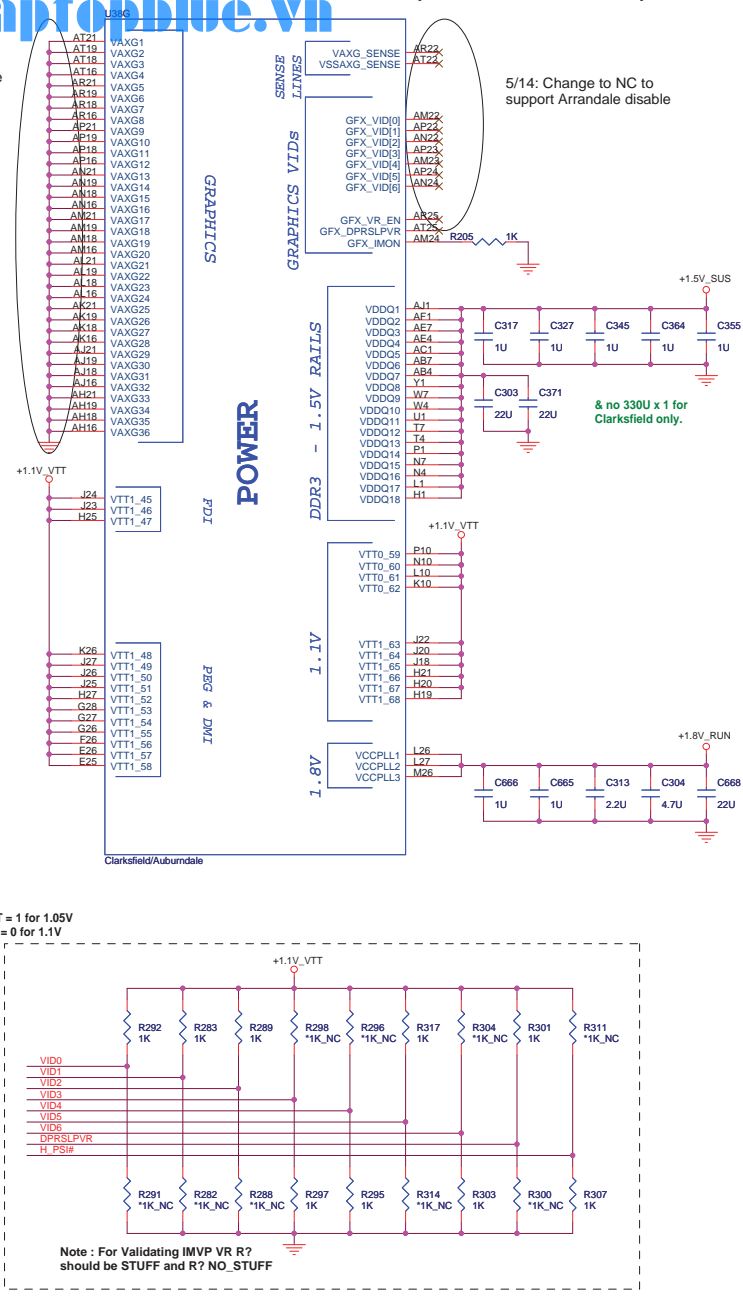 aptopblue.vn
U38G
AT21 VAXG1
AT19 VAXG2
AT18 VAXG3
AT16 VAXG4
AR21 VAXG5
AR19 VAXG6
AR18 VAXG7
AR16 VAXG8
AP21 VAXG9
AP19 VAXG10
AP18 VAXG11
AP16 VAXG12
AN21 VAXG13
AN19 VAXG14
AN18 VAXG15
AN16 VAXG16
AM21 VAXG17
AM19 VAXG18
AM18 VAXG19
AM16 VAXG20
AL21 VAXG21
AL19 VAXG22
AL18 VAXG23
AL16 VAXG24
AK21 VAXG25
AK19 VAXG26
AK18 VAXG27
AK16 VAXG28
AJ21 VAXG29
AJ19 VAXG30
AJ18 VAXG31
AJ16 VAXG32
AH21 VAXG33
AH19 VAXG34
AH18 VAXG35
AH16 VAXG36
GRAPHICS
POWER
SENSE
LINES
VAXG_SENSE AR22
VSSAXG_SENSE AT22
5/14: Change to NC to
support Arrandale disable
GRAPHICS VIDs
GFX_VID[0] AM22
GFX_VID[1] AP22
GFX_VID[2] AN22
GFX_VID[3] AP23
GFX_VID[4] AM23
GFX_VID[5] AP24
GFX_VID[6] AN24
GFX_VR_EN AR25
GFX_DPRSLPVR AT25
GFX_IMON AM24
R205 1K
DDR3 - 1.5V RAILS
VDDQ1 AJ1
VDDQ2 AF1
VDDQ3 AE7
VDDQ4 AE4
VDDQ5 AC1
VDDQ6 AB7
VDDQ7 AB4
VDDQ8 Y1
VDDQ9 W7
VDDQ10 W4
VDDQ11 U1
VDDQ12 T7
VDDQ13 T4
VDDQ14 P1
VDDQ15 N7
VDDQ16 N4
VDDQ17 L1
VDDQ18 H1
+1.5V_SUS
C317 C327 C345 C364 C355
1U 1U 1U 1U 1U
C303 C371
22U 22U
& no 330U x 1 for
Clarksfield only.
+1.1V_VTT
J24 VTT1_45
J23 VTT1_46
H25 VTT1_47
FDI
K26 VTT1_48
J27 VTT1_49
J26 VTT1_50
J25 VTT1_51
H27 VTT1_52
G28 VTT1_53
G27 VTT1_54
G26 VTT1_55
F26 VTT1_56
E26 VTT1_57
E25 VTT1_58
PEG & DMI
+1.1V_VTT
1.1V
VTT0_59 P10
VTT0_60 N10
VTT0_61 L10
VTT0_62 K10
VTT1_63 J22
VTT1_64 J20
VTT1_65 J18
VTT1_66 H21
VTT1_67 H20
VTT1_68 H19
1.8V
VCCPLL1 L26
VCCPLL2 L27
VCCPLL3 M26
+1.8V_RUN
C666 C665 C313 C304 C668
1U 1U 2.2U 4.7U 22U
Clarksfield/Auburndale
= 1 for 1.05V
= 0 for 1.1V
+1.1V_VTT
R292 R283 R289 R298 R296 R317 R304 R301 R311
1K 1K 1K *1K_NC *1K_NC 1K *1K_NC 1K *1K_NC
VID0
VID1
VID2
VID3
VID4
VID5
VID6
DPRSLPVR
H_PSI#
R291 R282 R288 R297 R295 R314 R303 R300 R307
*1K_NC *1K_NC *1K_NC 1K 1K *1K_NC 1K *1K_NC 1K
Note : For Validating IMVP VR R?
should be STUFF and R? NO_STUFF